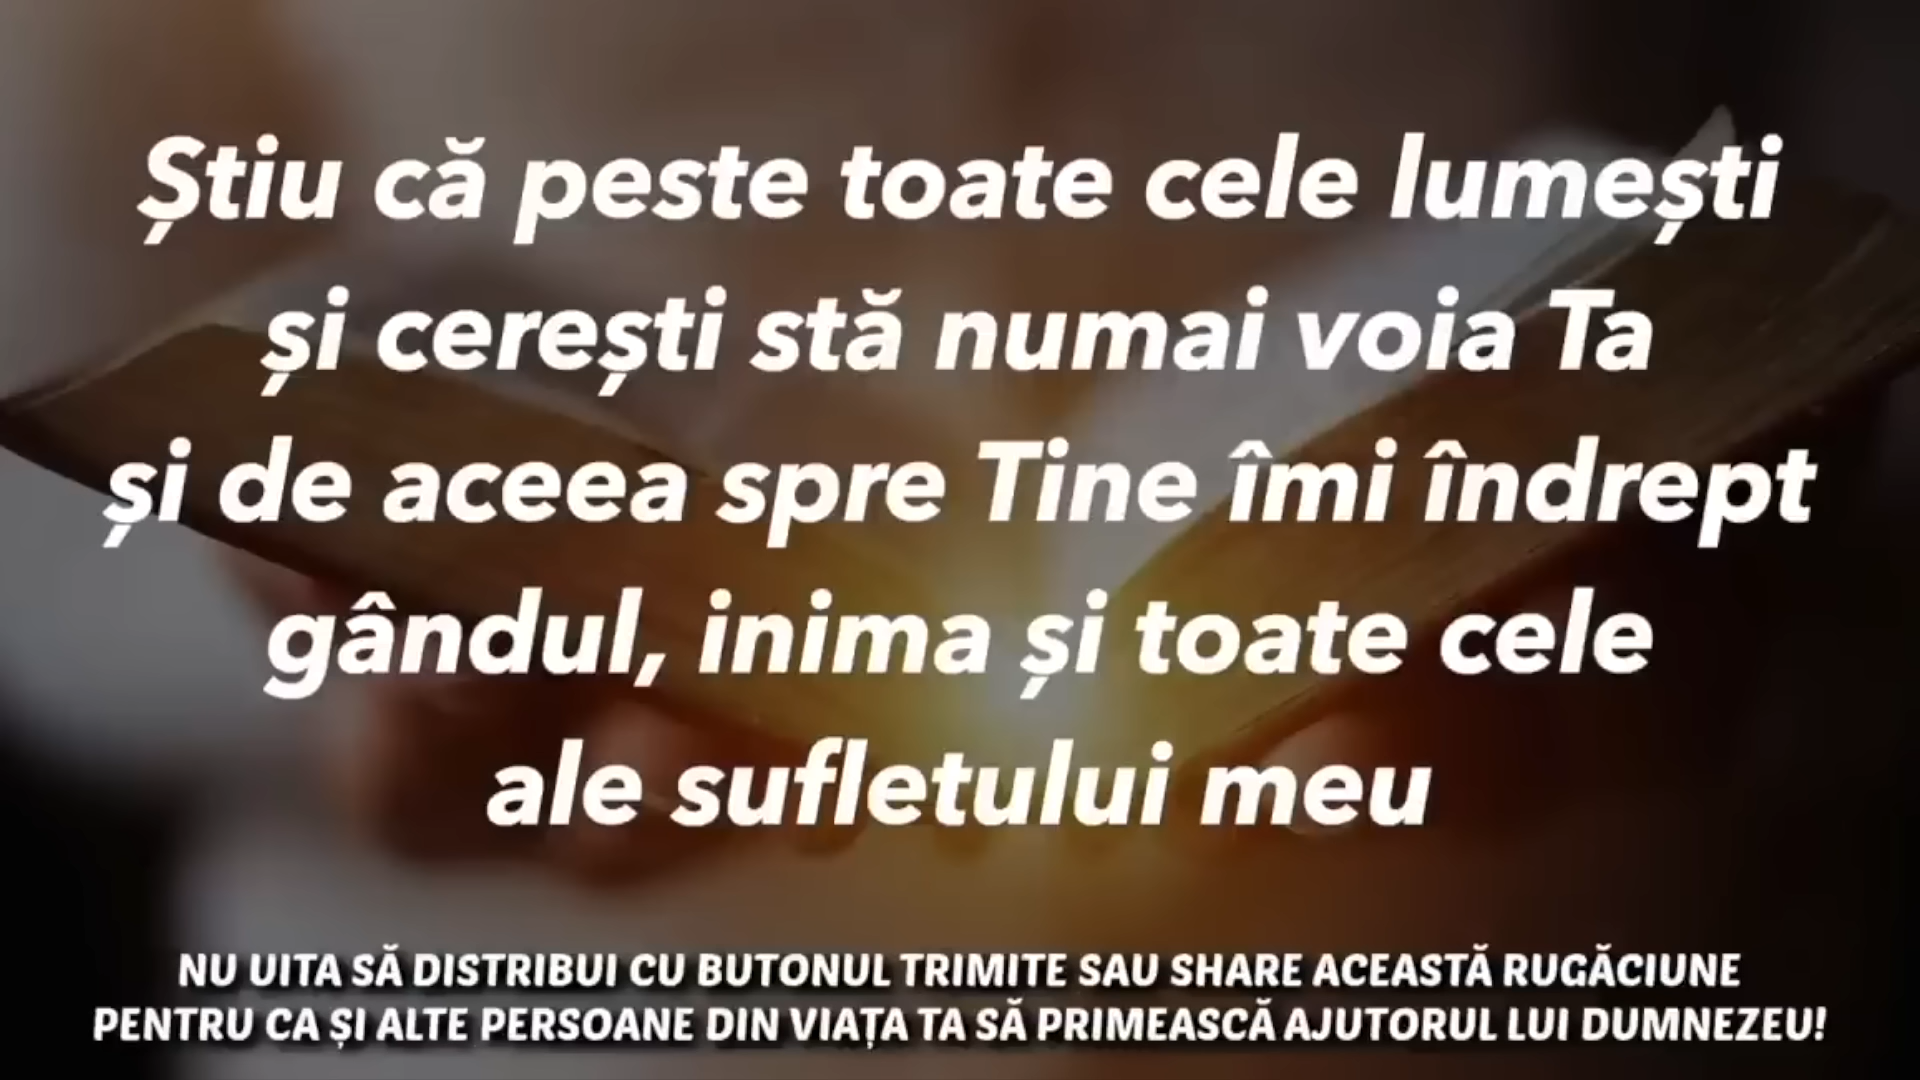 Știu că peste toate cele lumești
și cerești stă numai voia Ta
și de aceea spre Tine îmi îndrept
gândul, inima și toate cele
ale sufletului meu
NU UITA SĂ DISTRIBUI CU BUTONUL TRIMITE SAU SHARE ACEASTĂ RUGĂCIUNE
PENTRU CA ȘI ALTE PERSOANE DIN VIAȚA TA SĂ PRIMEASCĂ AJUTORUL LUI DUMNEZEU!